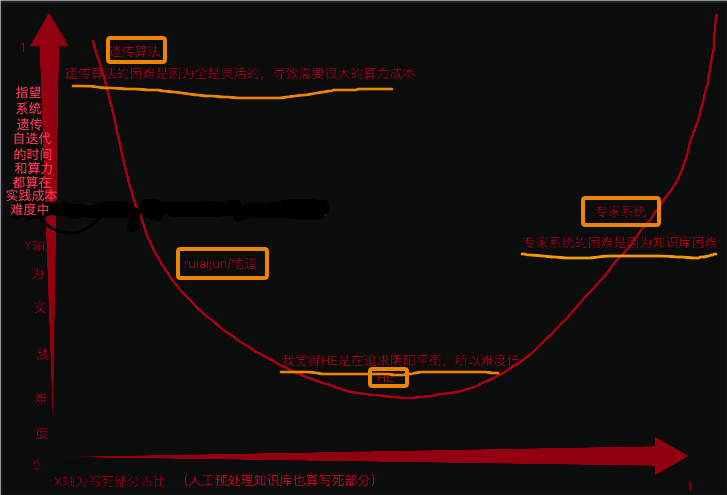 1
遗传算法
遗传算法的困难是因为全是灵活的，导致需要很大的算力成本
指望
系统
遗传
自迭代
的时间
和算力
都算在
实践成本
难度中
专家系统
专家系统的困难是因为知识库困难
Y轴
为
实
践
难
度
0
ruiaijun/悟道
我觉得HE是在追求阴阳平衡，所以难度低
HE
X轴为写死部分占比 （人工预处理知识库也算写死部分）
1